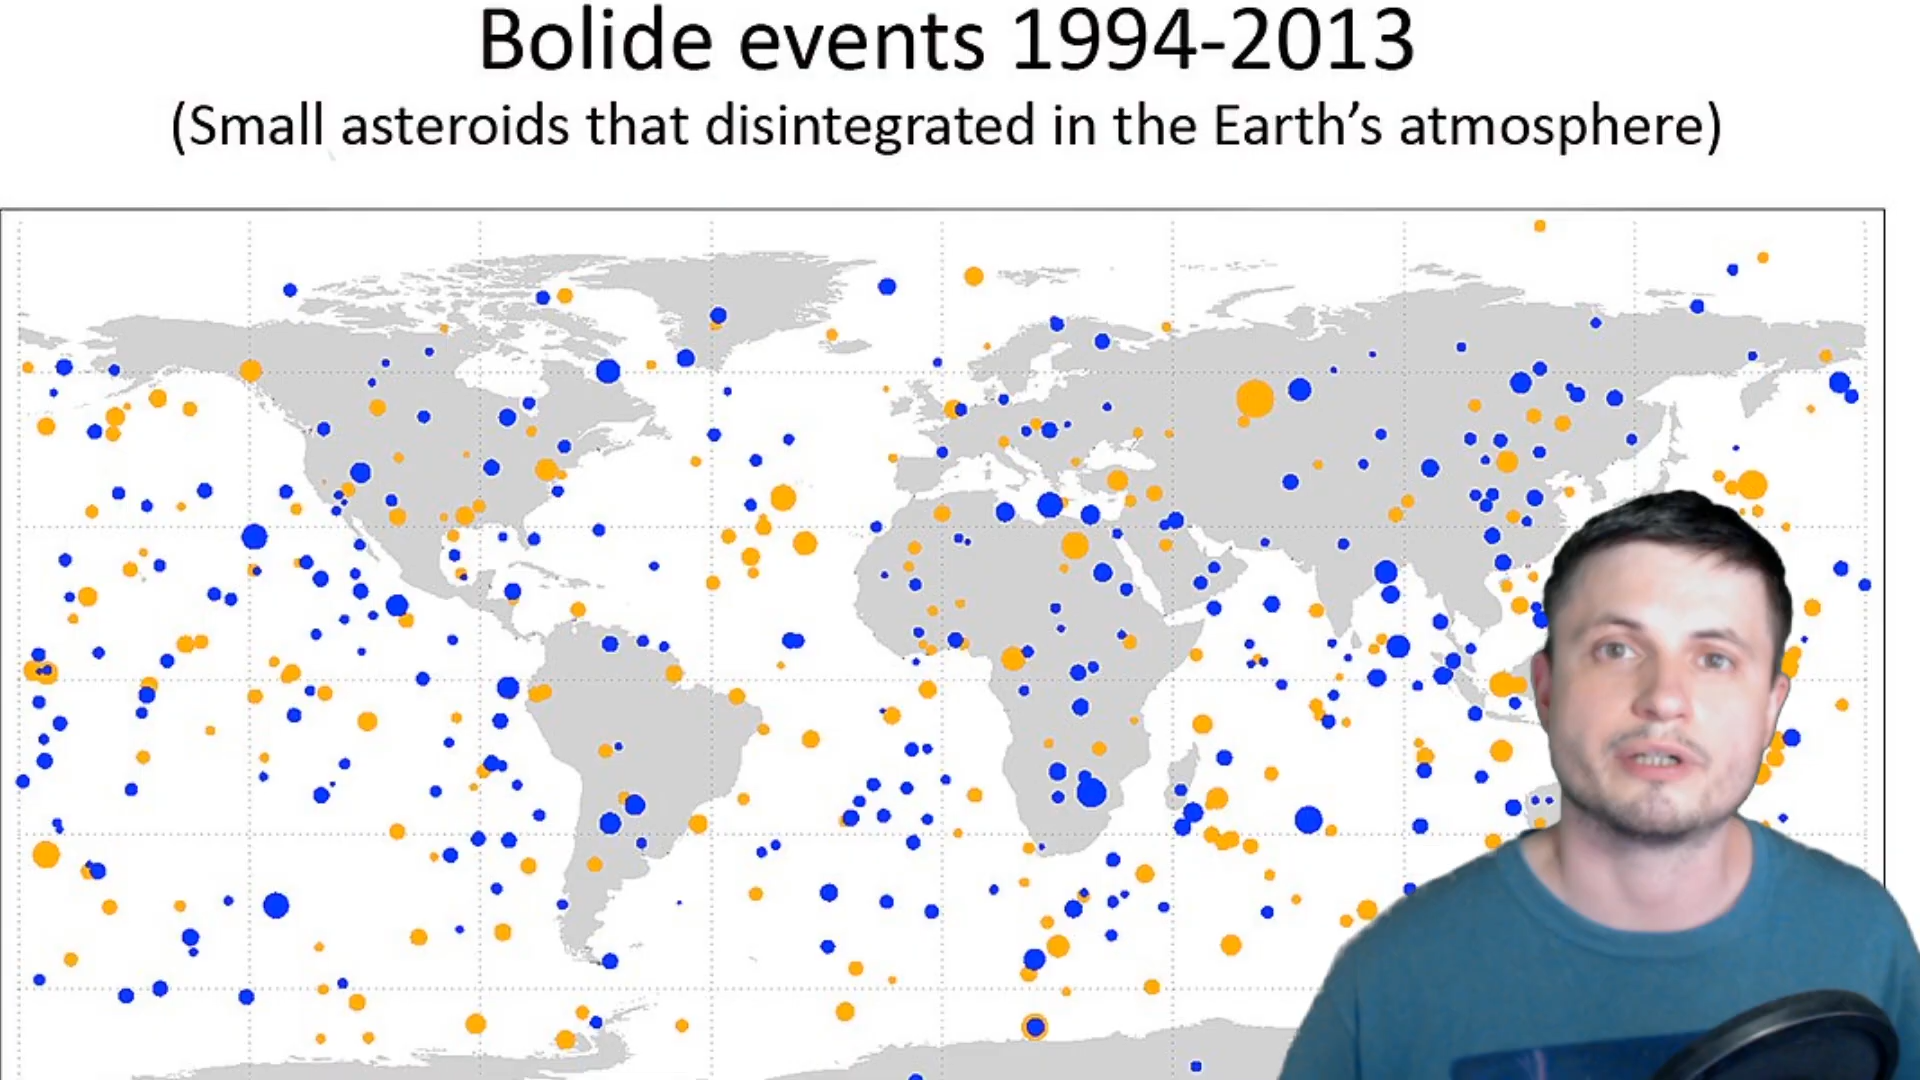 Bolide events 1994-2013
(Small asteroids that disintegrated in the Earth's atmosphere)